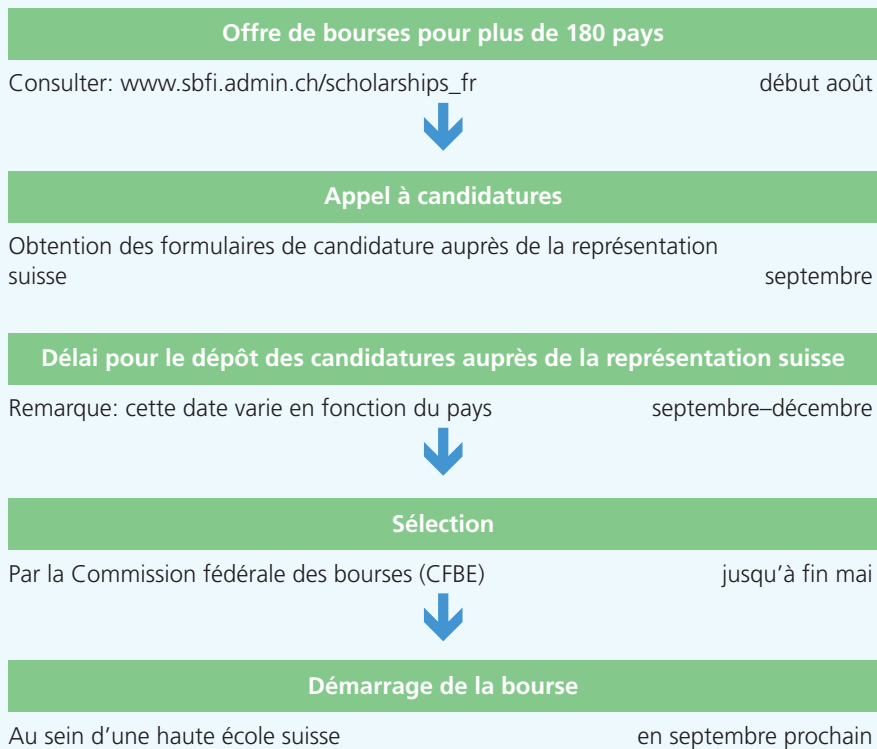 Offre de bourses pour plus de 180 pays
Consulter: www.sbfi.admin.ch/scholarships_fr début août
Appel à candidatures
Obtention des formulaires de candidature auprès de la représentation
suisse septembre
Délai pour le dépôt des candidatures auprès de la représentation suisse
Remarque: cette date varie en fonction du pays septembre–décembre
Sélection
Par la Commission fédérale des bourses (CFBE) jusqu’à fin mai
Démarrage de la bourse
Au sein d’une haute école suisse en septembre prochain